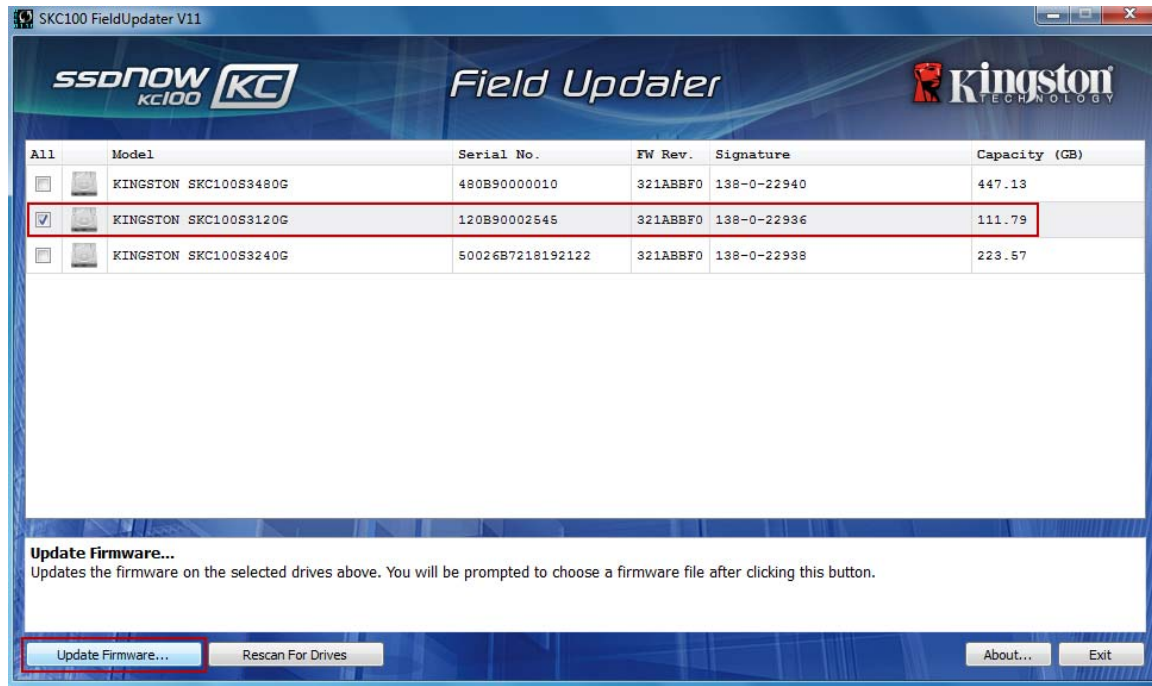 SKC100 FieldUpdater V11
SSDNOW KC100 KC Field Updater Kingston TECHNOLOGY
All Model Serial No. FW Rev. Signature Capacity (GB)
KINGSTON SKC100S3480G 480B90000010 321ABBF0 138-0-22940 447.13
KINGSTON SKC100S3120G 120B90002545 321ABBF0 138-0-22936 111.79
KINGSTON SKC100S3240G 50026B7218192122 321ABBF0 138-0-22938 223.57
Update Firmware...
Updates the firmware on the selected drives above. You will be prompted to choose a firmware file after clicking this button.
Update Firmware... Rescan For Drives About... Exit